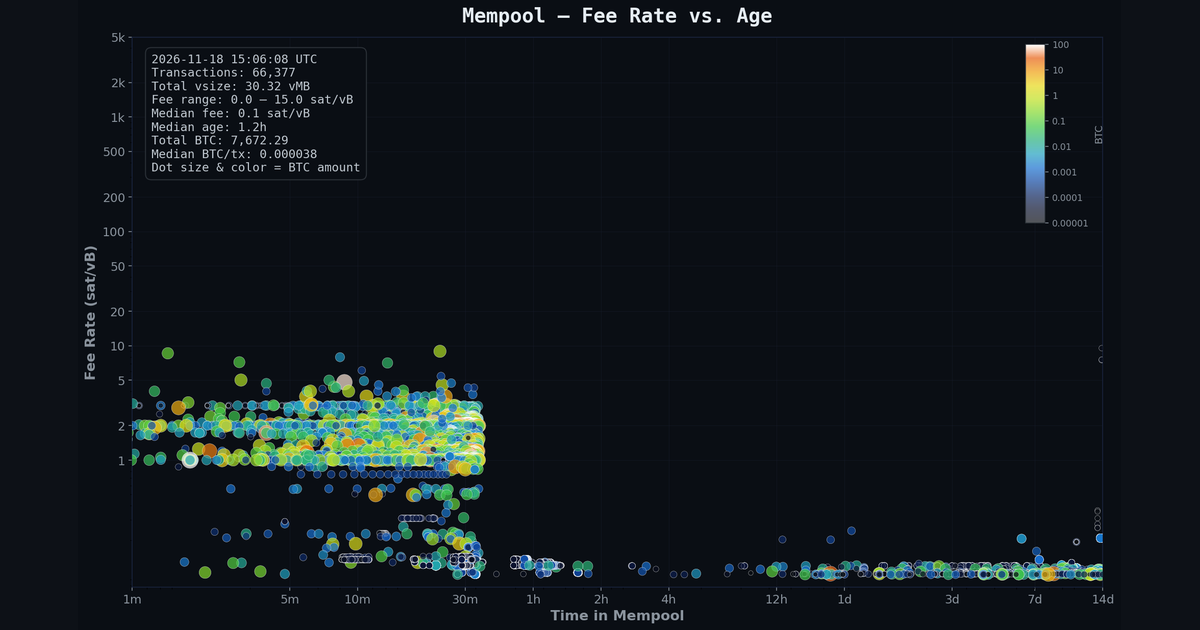 Mempool — Fee Rate vs. Age
2026-11-18 15:06:08 UTC
Transactions: 66,377
Total vsize: 30.32 vMB
Fee range: 0.0 — 15.0 sat/vB
Median fee: 0.1 sat/vB
Median age: 1.2h
Total BTC: 7,672.29
Median BTC/tx: 0.000038
Dot size & color = BTC amount
100
10
1
0.1
0.01
0.001
0.0001
0.00001
BTC
Fee Rate (sat/vB)
5k
2k
1k
500
200
100
50
20
10
5
2
1
1m 5m 10m 30m 1h 2h 4h 12h 1d 3d 7d 14d
Time in Mempool